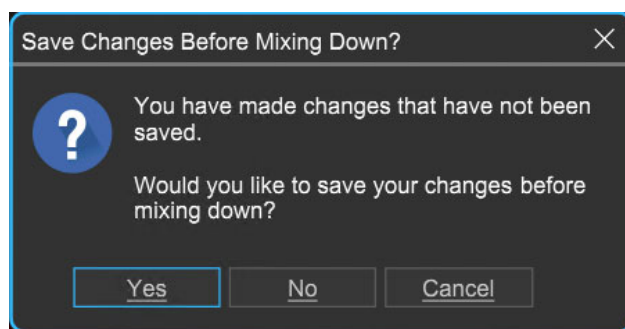 Save Changes Before Mixing Down?
You have made changes that have not been
saved.
Would you like to save your changes before
mixing down?
Yes
No
Cancel